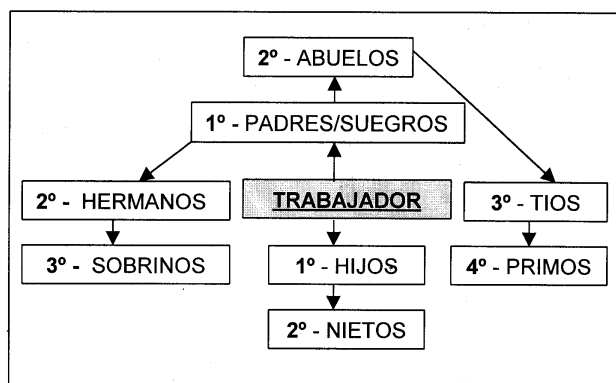 2º - ABUELOS
1º - PADRES/SUEGROS
2º - HERMANOS
TRABAJADOR
3º - TIOS
3º - SOBRINOS
1º - HIJOS
4º - PRIMOS
2º - NIETOS